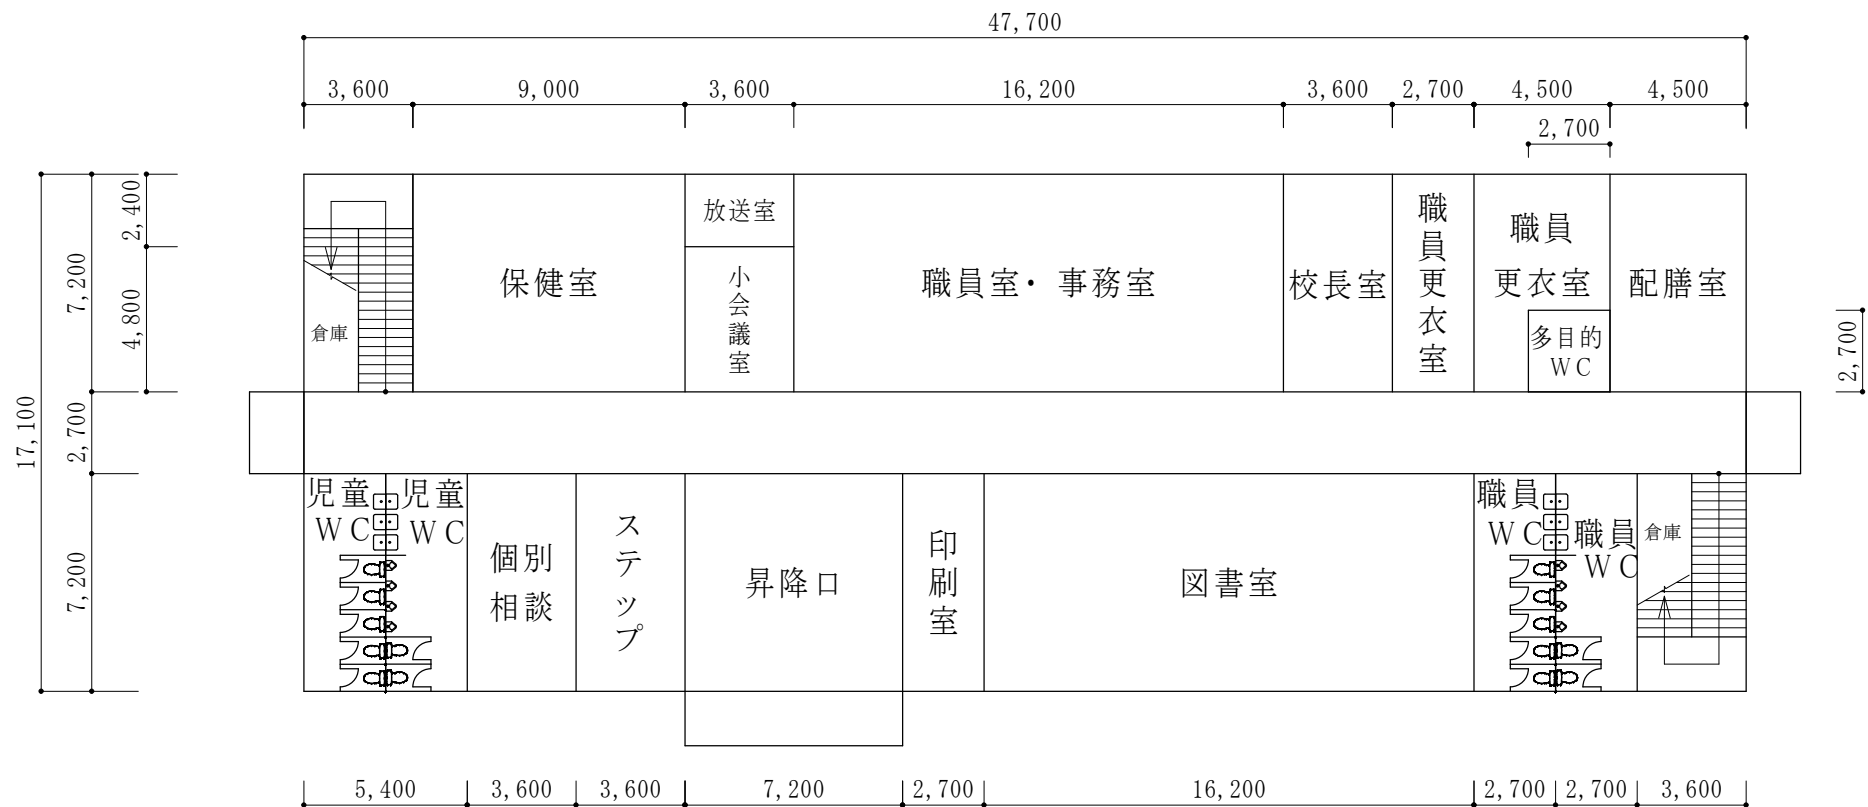 47,700
3,600 9,000 3,600 16,200 3,600 2,700 4,500 4,500
2,700
17,100
7,200
2,700
7,200
2,400
4,800
2,700
倉庫
保健室
放送室
小会議室
職員室・事務室
校長室
職員更衣室
職員
更衣室
多目的
WC
配膳室
児童
WC
児童
WC
個別
相談
ステップ
昇降口
印刷室
図書室
職員
WC
職員
WC
倉庫
5,400 3,600 3,600 7,200 2,700 16,200 2,700 2,700 3,600